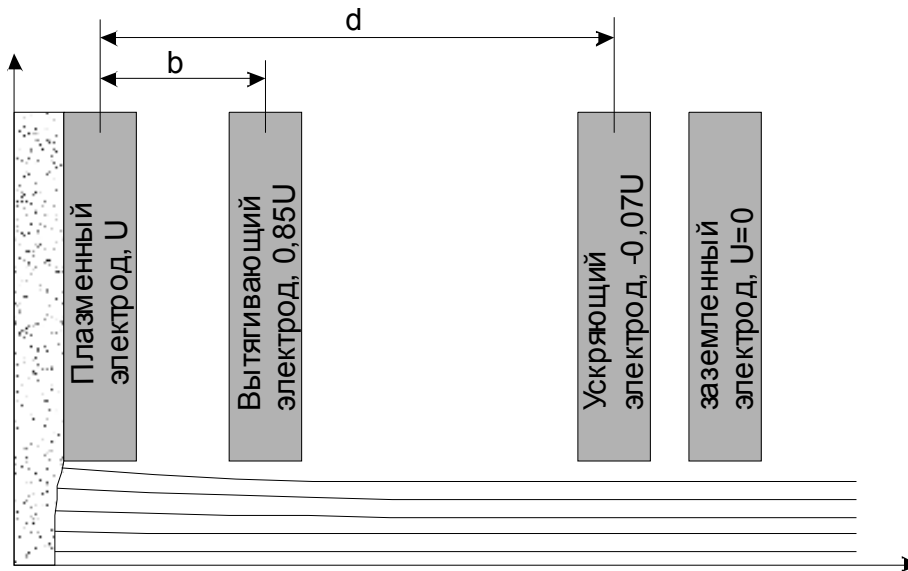 d
b
Плазменный
электрод, U
Вытягивающий
электрод, 0,85U
Ускряющий
электрод, -0,07U
заземленный
электрод, U=0